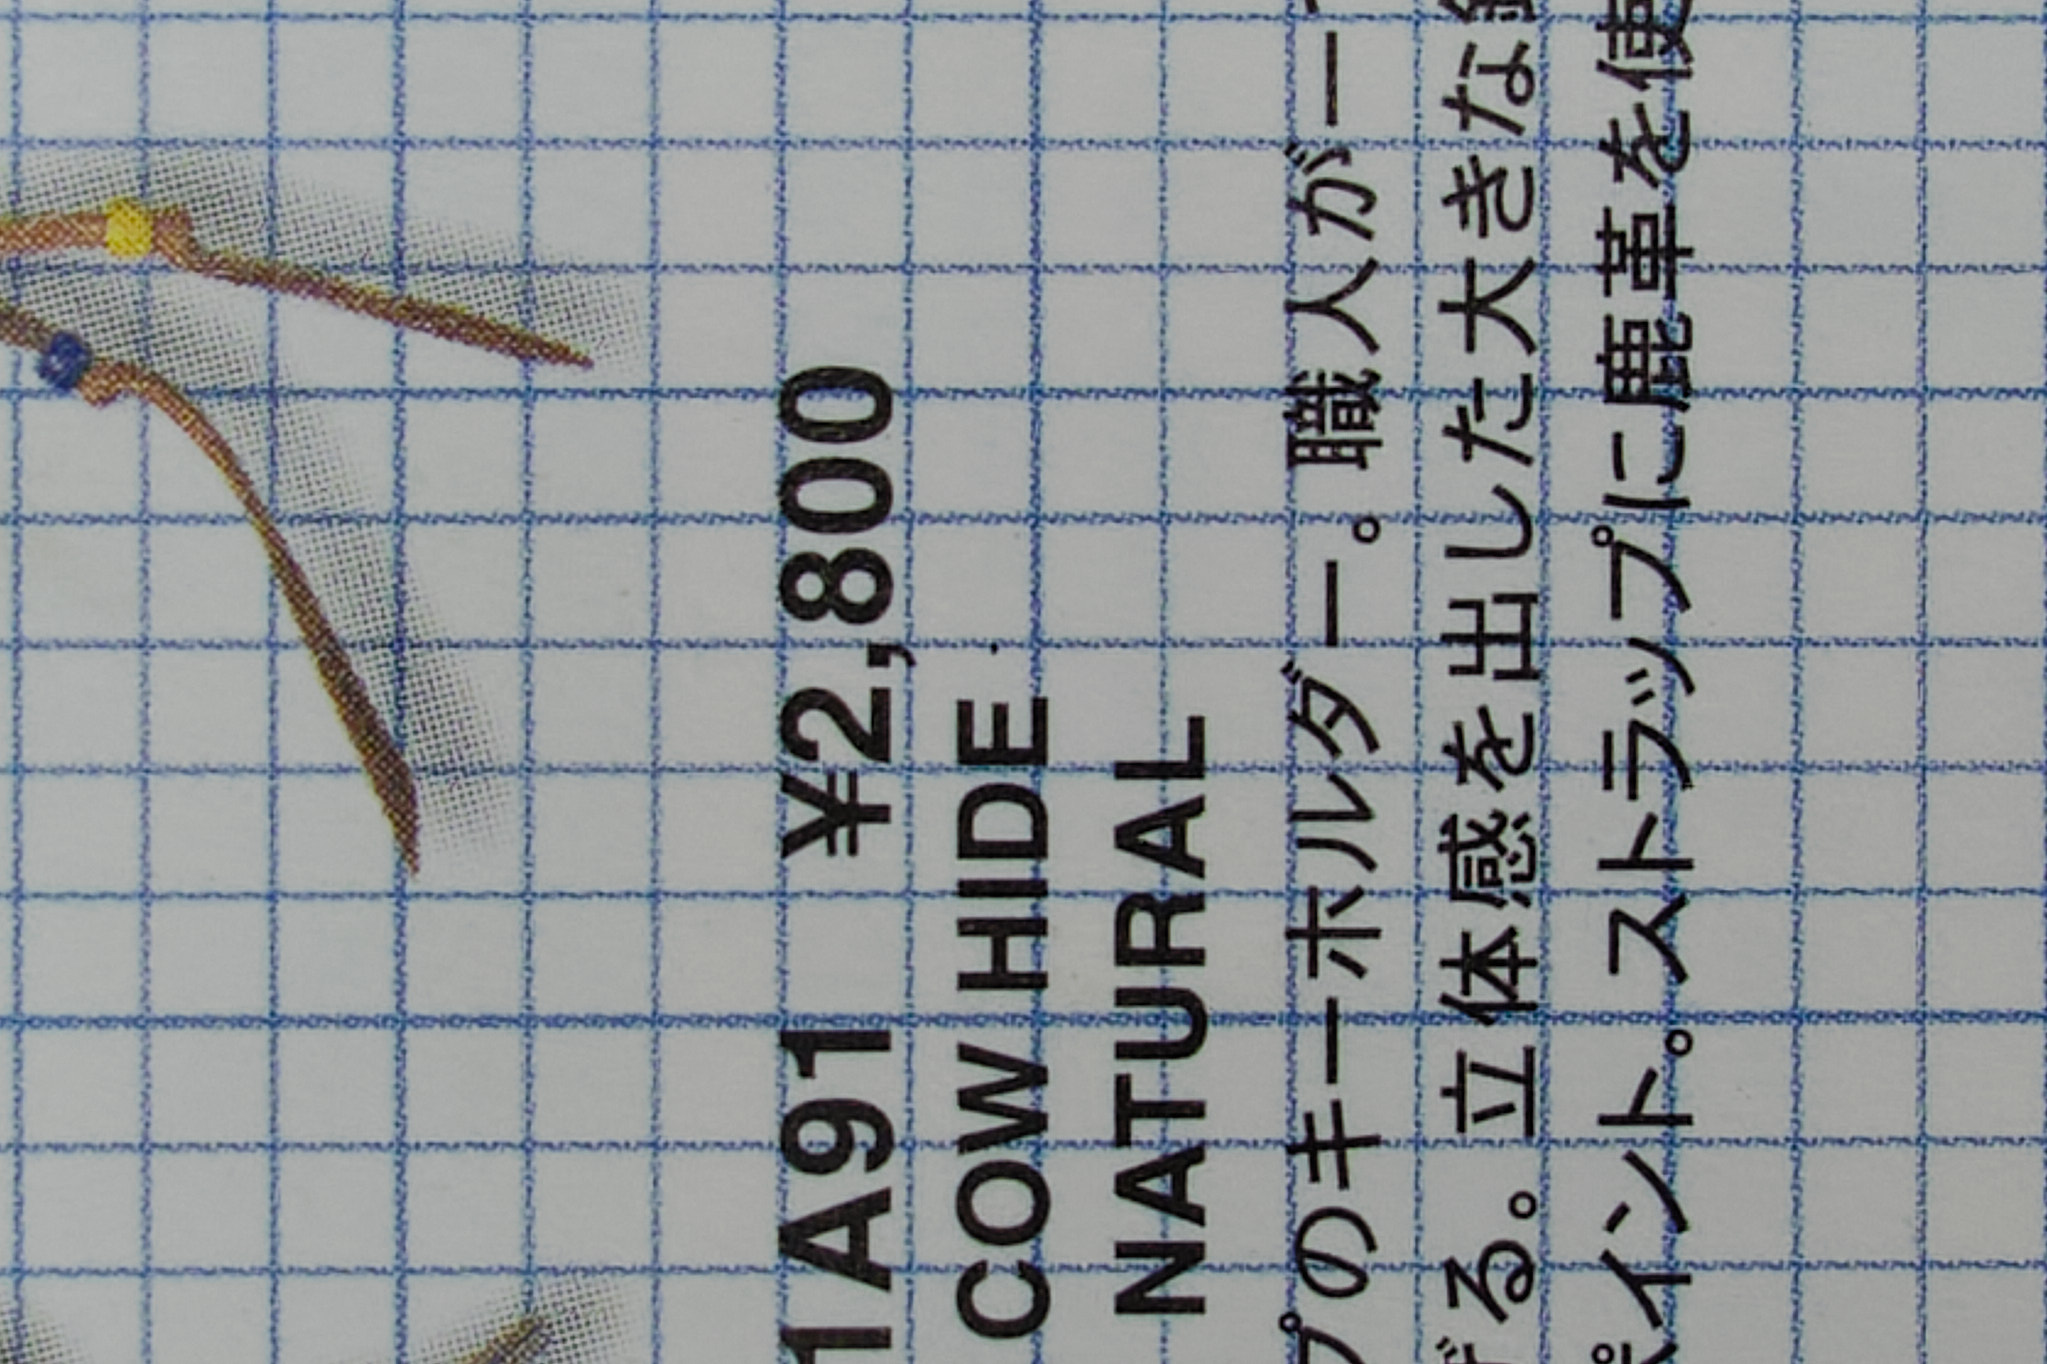 1A91 ¥2,800
COW HIDE
NATURAL
プのキーホルダー。職人が一
げる。立体感を出した大きな
ポイント。ストラップに鹿革を使